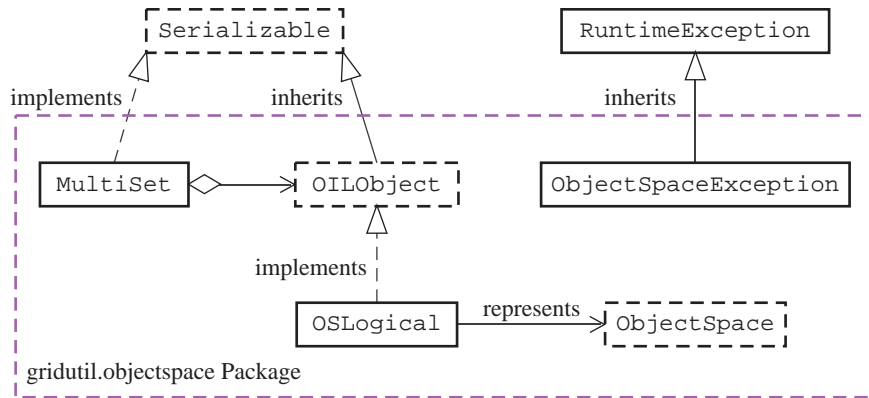 Serializable
RuntimeException
implements
inherits
inherits
MultiSet
OILObject
ObjectSpaceException
implements
OSLogical
represents
ObjectSpace
gridutil.objectspace Package